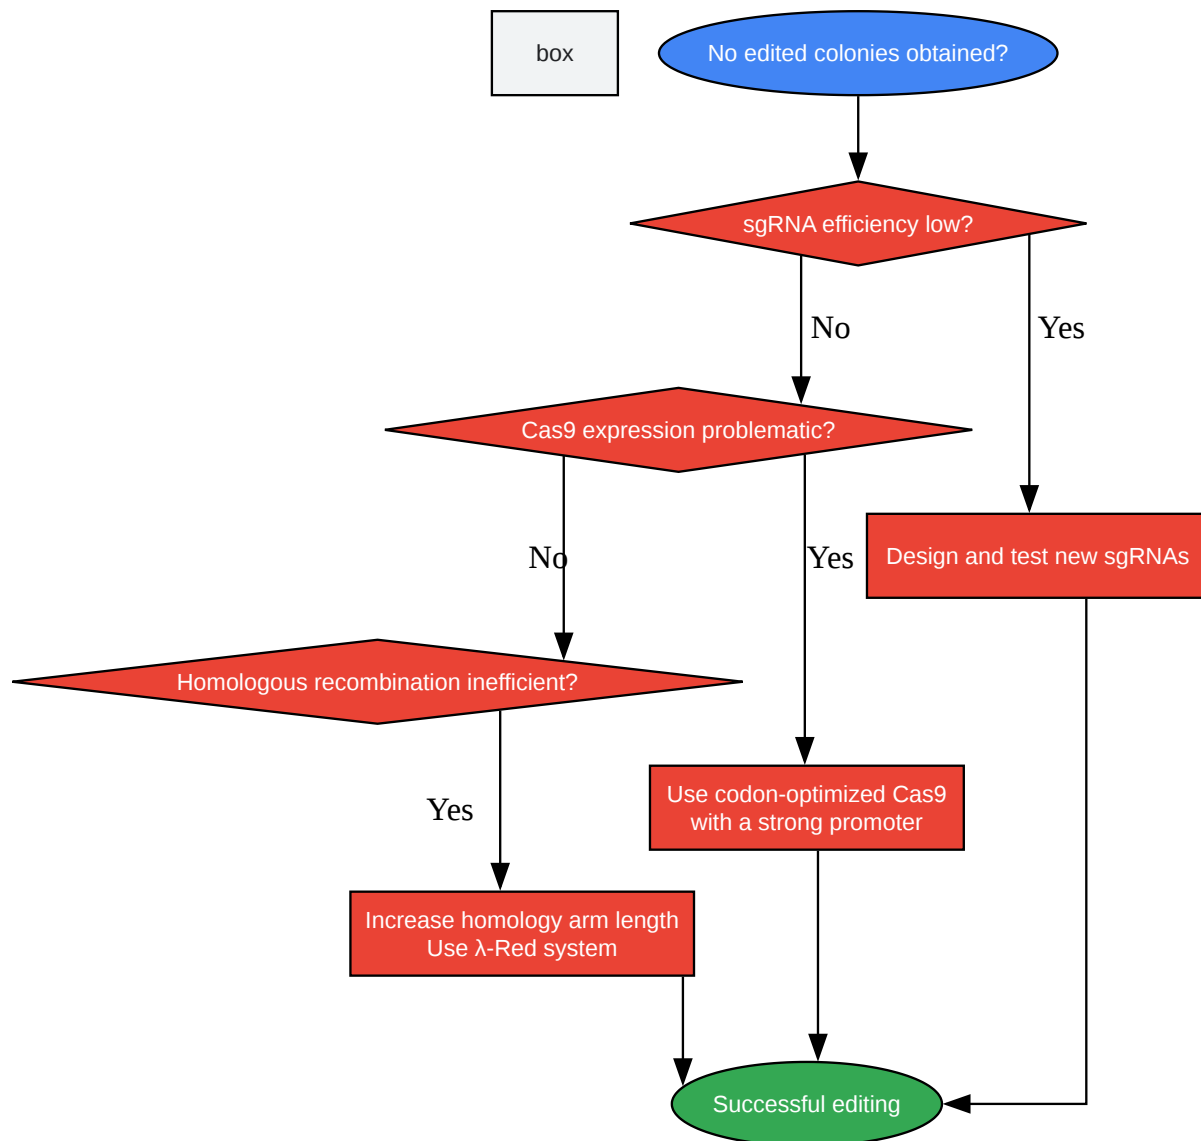 box
No edited colonies obtained?
sgRNA efficiency low?
No
Yes
Cas9 expression problematic?
No
Yes
Design and test new sgRNAs
Homologous recombination inefficient?
Yes
Use codon-optimized Cas9
with a strong promoter
Increase homology arm length
Use λ-Red system
Successful editing